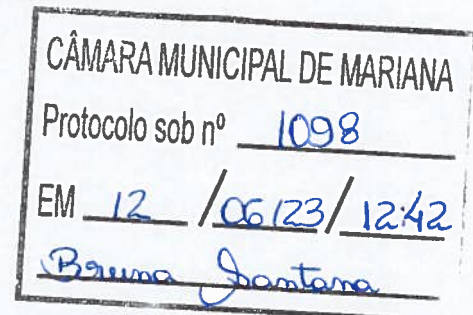 CÂMARA MUNICIPAL DE MARIANA
Protocolo sob nº 1098
EM 12 /06/23/ 12:42
Bruna Santana